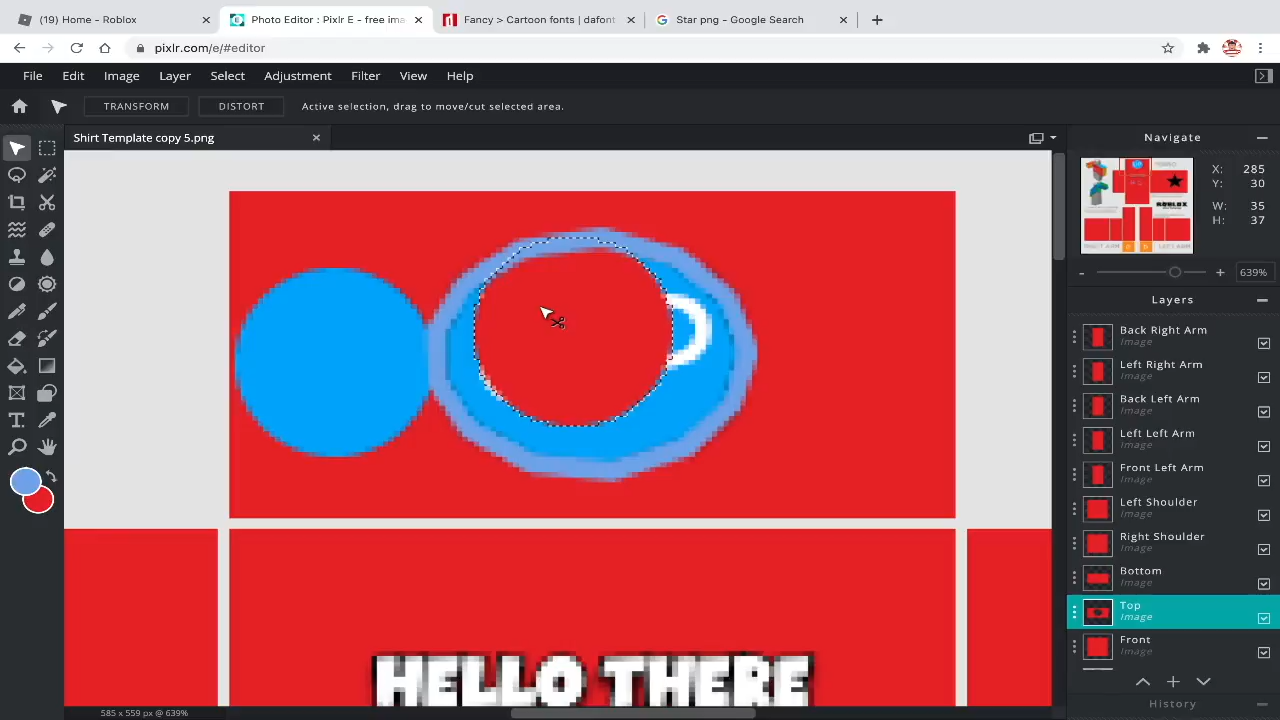 (19) Home - Roblox
Photo Editor : Pixlr E - free ima
Fancy > Cartoon fonts | dafont
Star png - Google Search
pixlr.com/e/#editor
File Edit Image Layer Select Adjustment Filter View Help
TRANSFORM DISTORT Active selection, drag to move/cut selected area.
Shirt Template copy 5.png
Navigate
X: 285
Y: 30
W: 35
H: 37
639%
Layers
Back Right Arm
Image
Left Right Arm
Image
Back Left Arm
Image
Left Left Arm
Image
Front Left Arm
Image
Left Shoulder
Image
Right Shoulder
Image
Bottom
Image
Top
Image
Front
Image
History
HELLO THERE
585 x 559 px @ 639%
ROBLOX